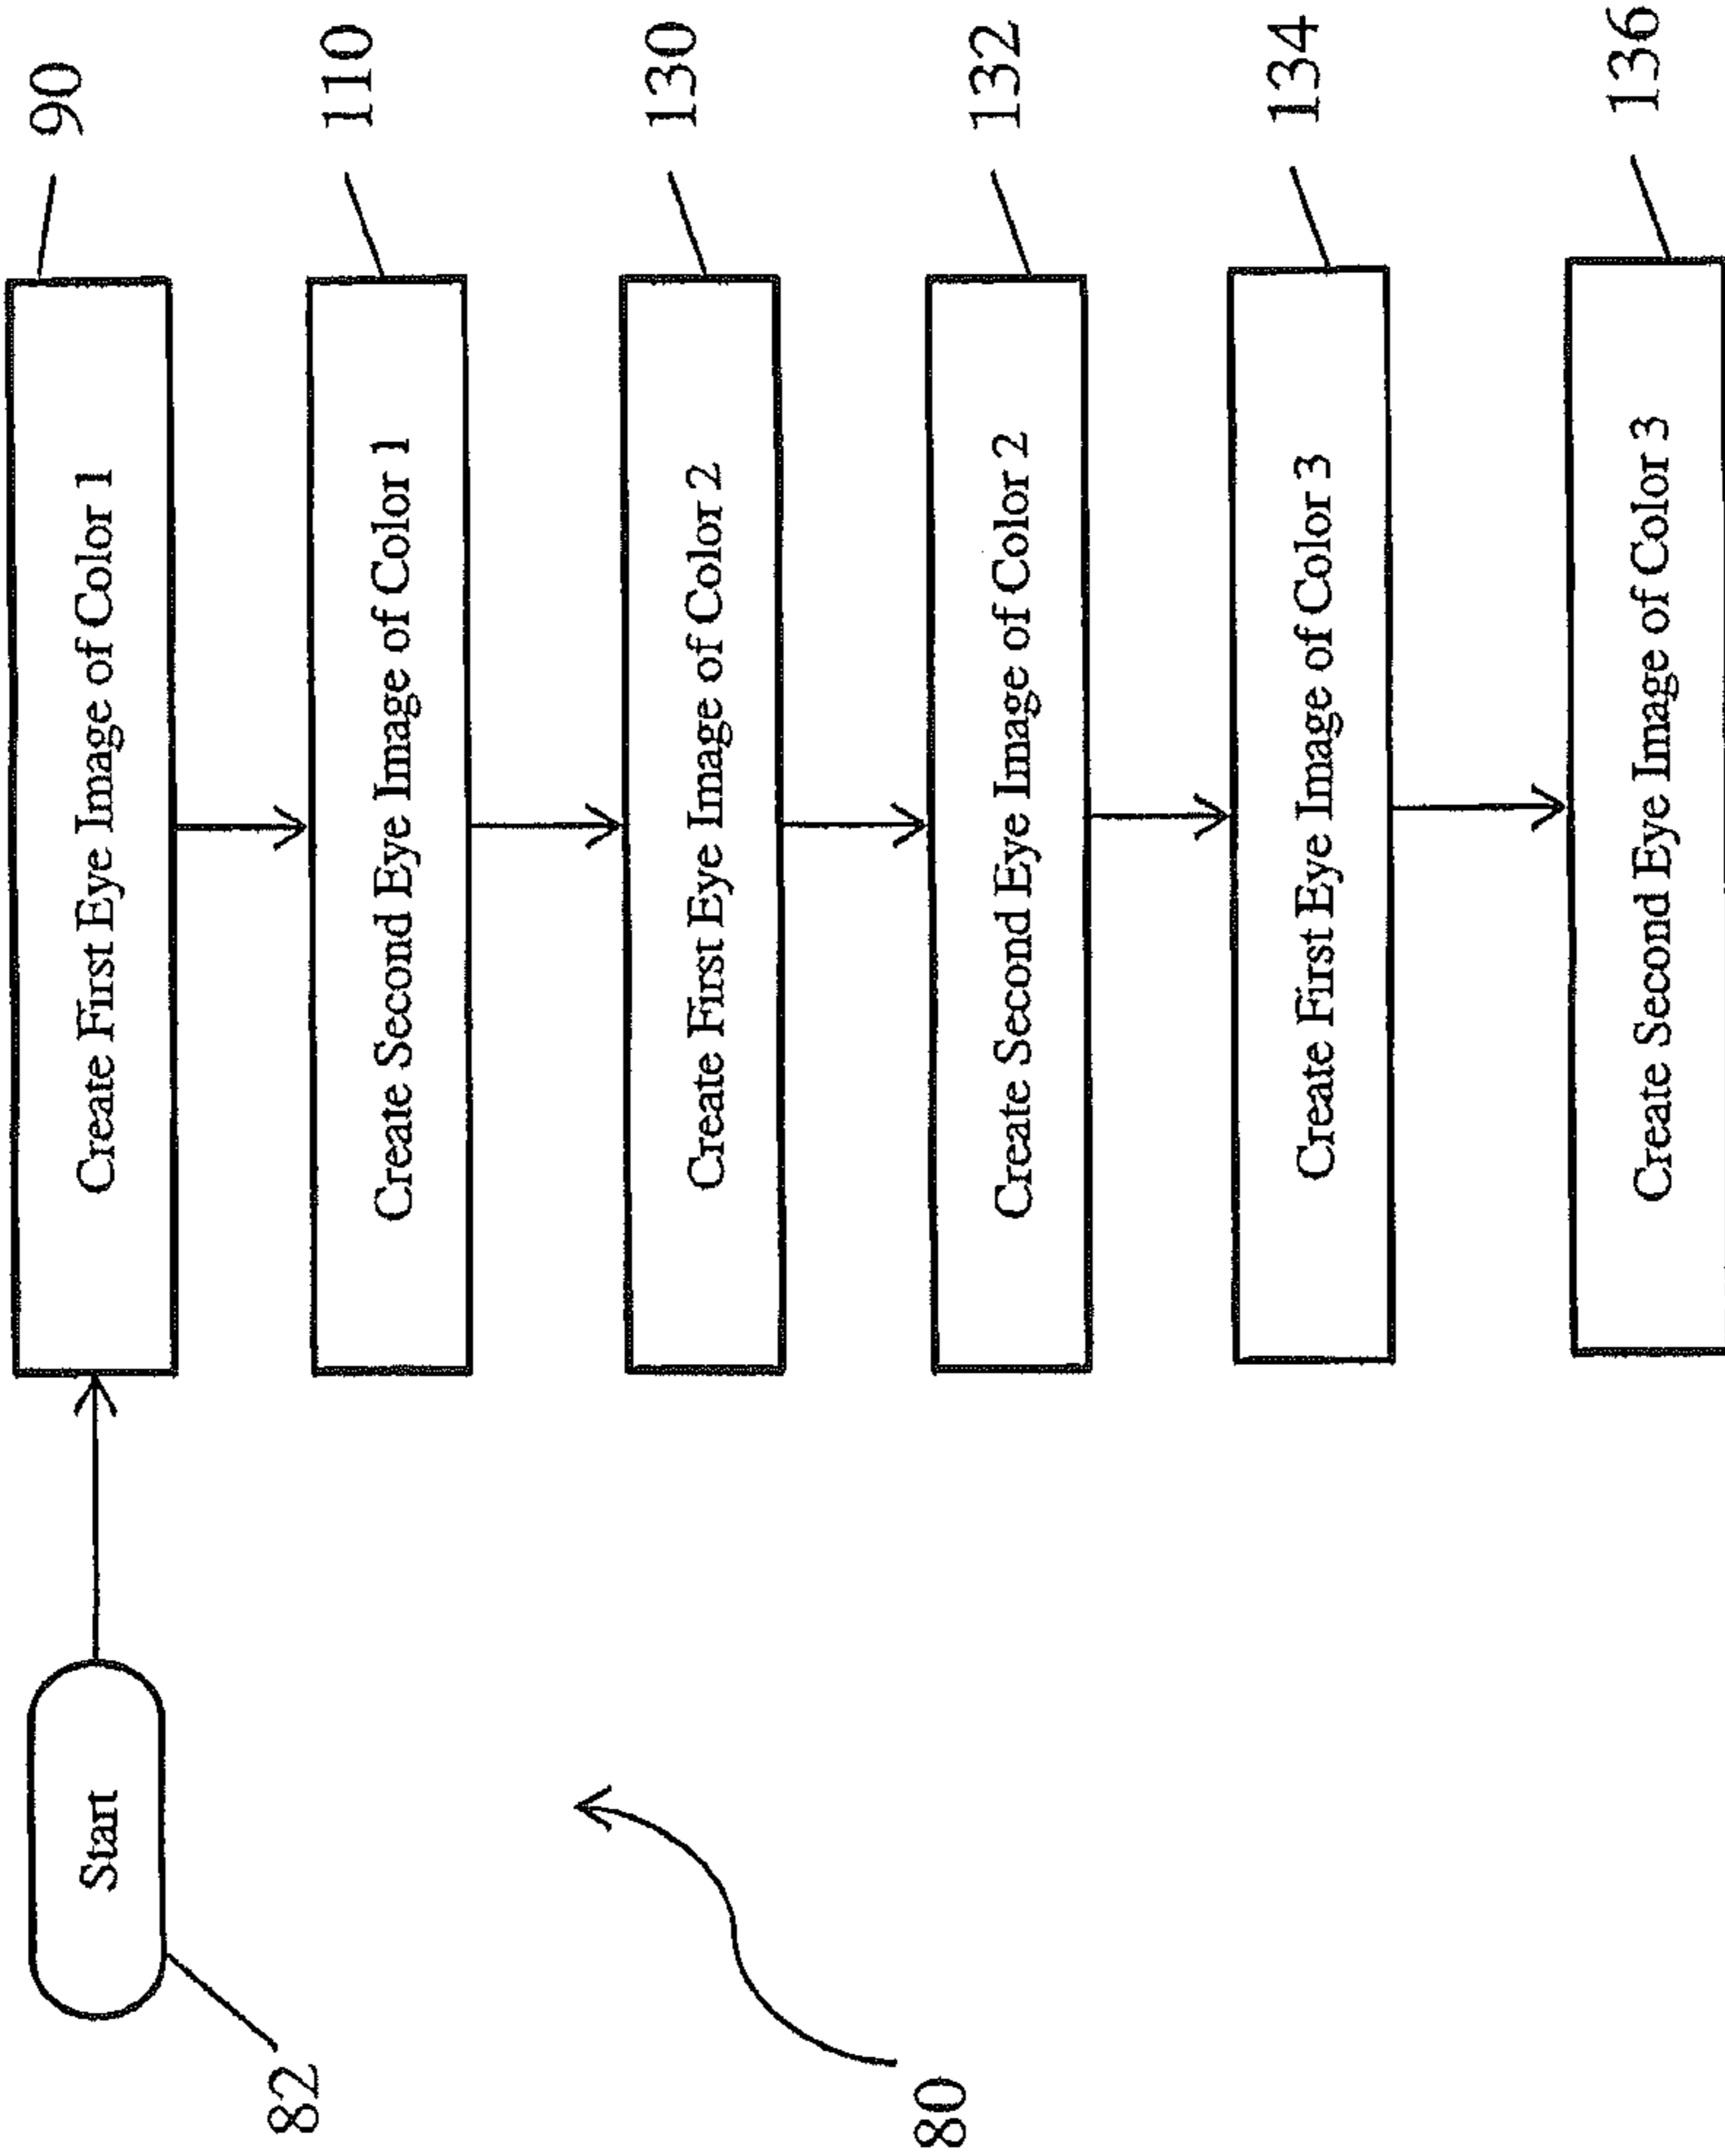 Start
82
80
Create First Eye Image of Color 1
90
Create Second Eye Image of Color 1
110
Create First Eye Image of Color 2
130
Create Second Eye Image of Color 2
132
Create First Eye Image of Color 3
134
Create Second Eye Image of Color 3
136